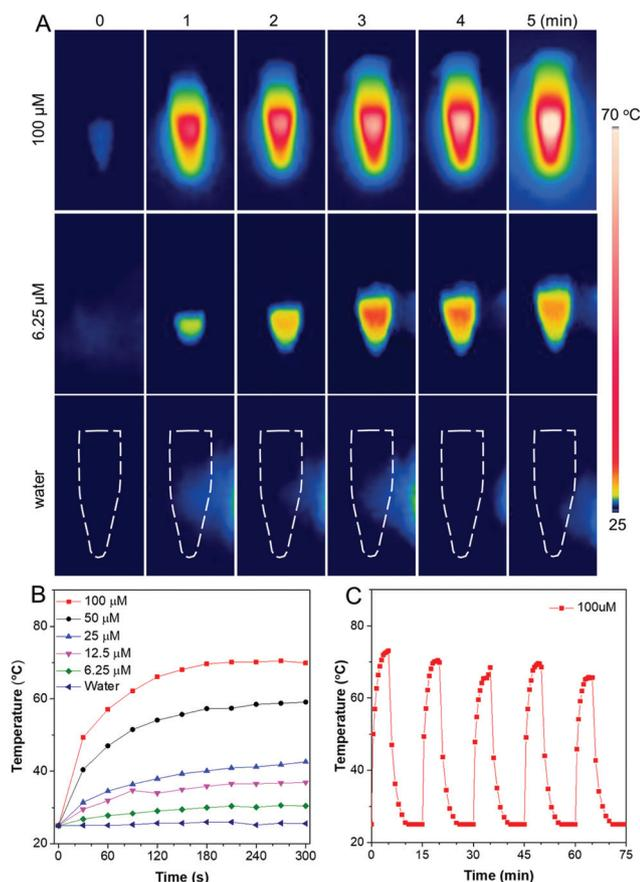 A
0 1 2 3 4 5 (min)
100 μM
6.25 μM
water
70 °C
25
B
100 μM
50 μM
25 μM
12.5 μM
6.25 μM
Water
Temperature (°C)
80
60
40
20
0 60 120 180 240 300
Time (s)
C
100uM
Temperature (°C)
80
60
40
20
0 15 30 45 60 75
Time (min)